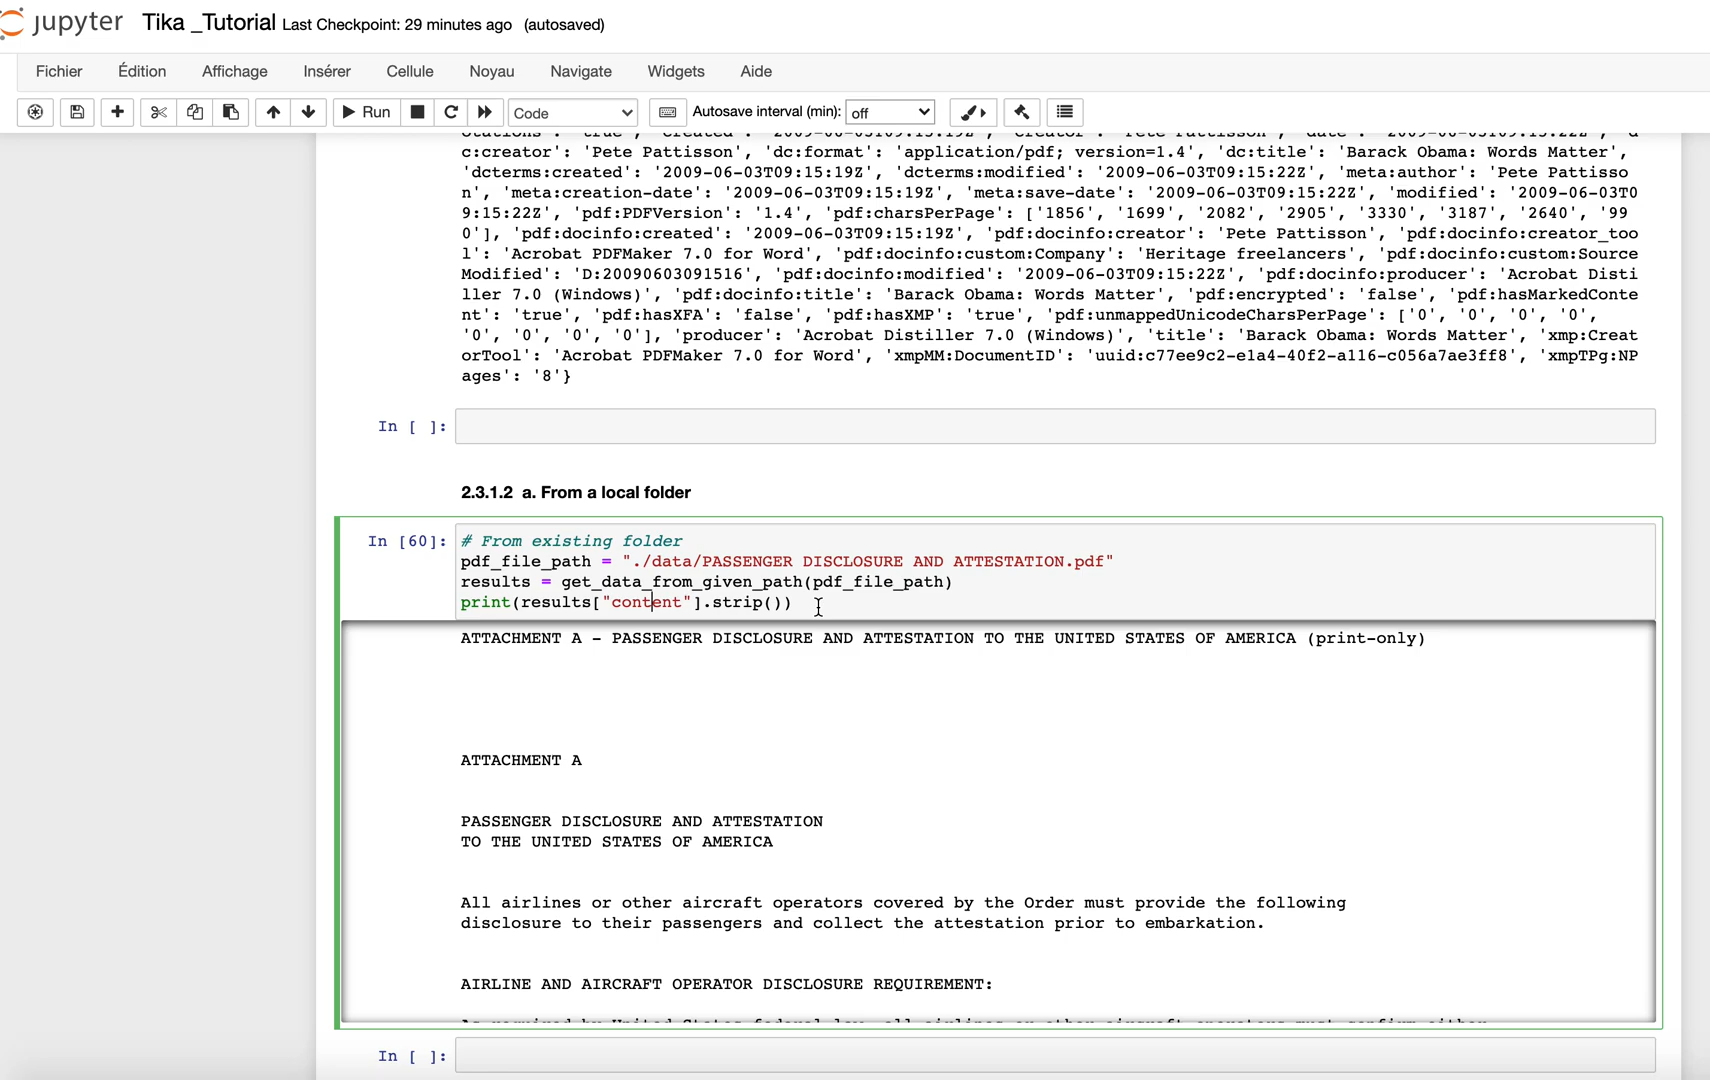 jupyter Tika _Tutorial Last Checkpoint: 29 minutes ago (autosaved)
Fichier Édition Affichage Insérer Cellule Noyau Navigate Widgets Aide
Run Code Autosave interval (min): off
c:creator': 'Pete Pattisson', 'dc:format': 'application/pdf; version=1.4', 'dc:title': 'Barack Obama: Words Matter',
'dcterms:created': '2009-06-03T09:15:19Z', 'dcterms:modified': '2009-06-03T09:15:22Z', 'meta:author': 'Pete Pattisso
n', 'meta:creation-date': '2009-06-03T09:15:19Z', 'meta:save-date': '2009-06-03T09:15:22Z', 'modified': '2009-06-03T0
9:15:22Z', 'pdf:PDFVersion': '1.4', 'pdf:charsPerPage': ['1856', '1699', '2082', '2905', '3330', '3187', '2640', '99
0'], 'pdf:docinfo:created': '2009-06-03T09:15:19Z', 'pdf:docinfo:creator': 'Pete Pattisson', 'pdf:docinfo:creator_too
l': 'Acrobat PDFMaker 7.0 for Word', 'pdf:docinfo:custom:Company': 'Heritage freelancers', 'pdf:docinfo:custom:Source
Modified': 'D:20090603091516', 'pdf:docinfo:modified': '2009-06-03T09:15:22Z', 'pdf:docinfo:producer': 'Acrobat Disti
ller 7.0 (Windows)', 'pdf:docinfo:title': 'Barack Obama: Words Matter', 'pdf:encrypted': 'false', 'pdf:hasMarkedConte
nt': 'true', 'pdf:hasXFA': 'false', 'pdf:hasXMP': 'true', 'pdf:unmappedUnicodeCharsPerPage': ['0', '0', '0', '0',
'0', '0', '0', '0'], 'producer': 'Acrobat Distiller 7.0 (Windows)', 'title': 'Barack Obama: Words Matter', 'xmp:Creat
orTool': 'Acrobat PDFMaker 7.0 for Word', 'xmpMM:DocumentID': 'uuid:c77ee9c2-e1a4-40f2-a116-c056a7ae3ff8', 'xmpTPg:NP
ages': '8'}
In [ ]:
2.3.1.2 a. From a local folder
In [60]: # From existing folder
pdf_file_path = "./data/PASSENGER DISCLOSURE AND ATTESTATION.pdf"
results = get_data_from_given_path(pdf_file_path)
print(results["content"].strip())
ATTACHMENT A – PASSENGER DISCLOSURE AND ATTESTATION TO THE UNITED STATES OF AMERICA (print-only)
ATTACHMENT A
PASSENGER DISCLOSURE AND ATTESTATION
TO THE UNITED STATES OF AMERICA
All airlines or other aircraft operators covered by the Order must provide the following
disclosure to their passengers and collect the attestation prior to embarkation.
AIRLINE AND AIRCRAFT OPERATOR DISCLOSURE REQUIREMENT:
In [ ]: